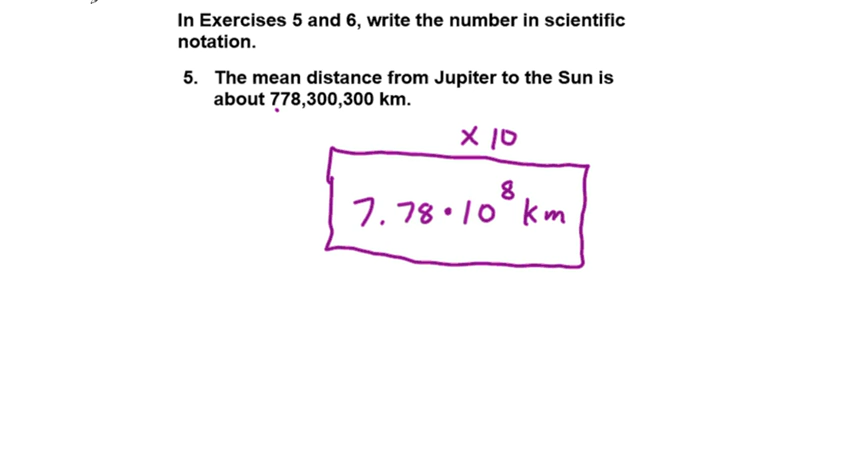 In Exercises 5 and 6, write the number in scientific
notation.
5. The mean distance from Jupiter to the Sun is
about 778,300,300 km.
× 10
7.78 • 10⁸ km